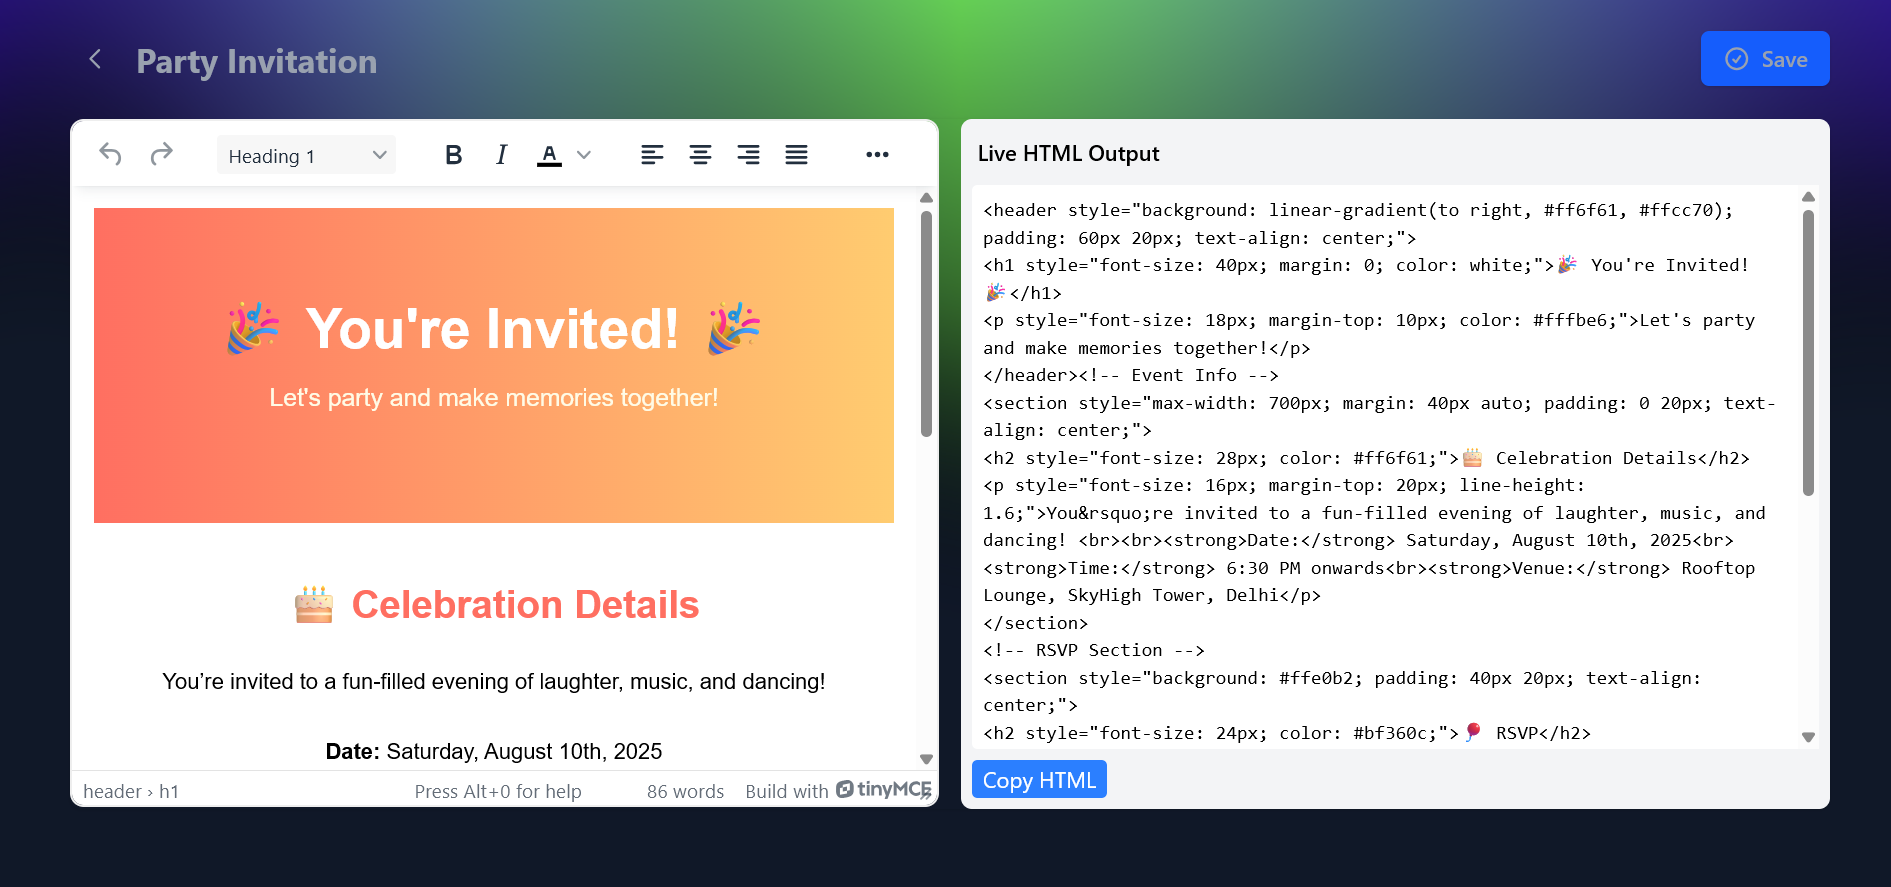 Party Invitation
Save
Heading 1
B I A
🎉 You're Invited! 🎉
Let's party and make memories together!
🎂 Celebration Details
You’re invited to a fun-filled evening of laughter, music, and dancing!
Date: Saturday, August 10th, 2025
header › h1
Press Alt+0 for help
86 words
Build with tinyMCE
Live HTML Output
<header style="background: linear-gradient(to right, #ff6f61, #ffcc70);
padding: 60px 20px; text-align: center;">
<h1 style="font-size: 40px; margin: 0; color: white;">🎉 You're Invited!
🎉</h1>
<p style="font-size: 18px; margin-top: 10px; color: #fffbe6;">Let's party
and make memories together!</p>
</header><!-- Event Info -->
<section style="max-width: 700px; margin: 40px auto; padding: 0 20px; text-
align: center;">
<h2 style="font-size: 28px; color: #ff6f61;">🎂 Celebration Details</h2>
<p style="font-size: 16px; margin-top: 20px; line-height:
1.6;">You&rsquo;re invited to a fun-filled evening of laughter, music, and
dancing! <br><br><strong>Date:</strong> Saturday, August 10th, 2025<br>
<strong>Time:</strong> 6:30 PM onwards<br><strong>Venue:</strong> Rooftop
Lounge, SkyHigh Tower, Delhi</p>
</section>
<!-- RSVP Section -->
<section style="background: #ffe0b2; padding: 40px 20px; text-align:
center;">
<h2 style="font-size: 24px; color: #bf360c;">🎈 RSVP</h2>
Copy HTML